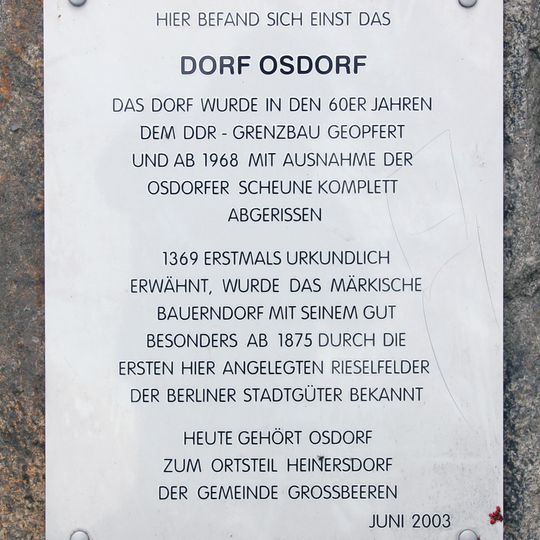 HIER BEFAND SICH EINST DAS
DORF OSDORF
DAS DORF WURDE IN DEN 60ER JAHREN
DEM DDR - GRENZBAU GEOPFERT
UND AB 1968 MIT AUSNAHME DER
OSDORFER SCHEUNE KOMPLETT
ABGERISSEN
1369 ERSTMALS URKUNDLICH
ERWÄHNT, WURDE DAS MÄRKISCHE
BAUERNDORF MIT SEINEM GUT
BESONDERS AB 1875 DURCH DIE
ERSTEN HIER ANGELEGTEN RIESELFELDER
DER BERLINER STADTGÜTER BEKANNT
HEUTE GEHÖRT OSDORF
ZUM ORTSTEIL HEINERSDORF
DER GEMEINDE GROSSBEEREN
JUNI 2003